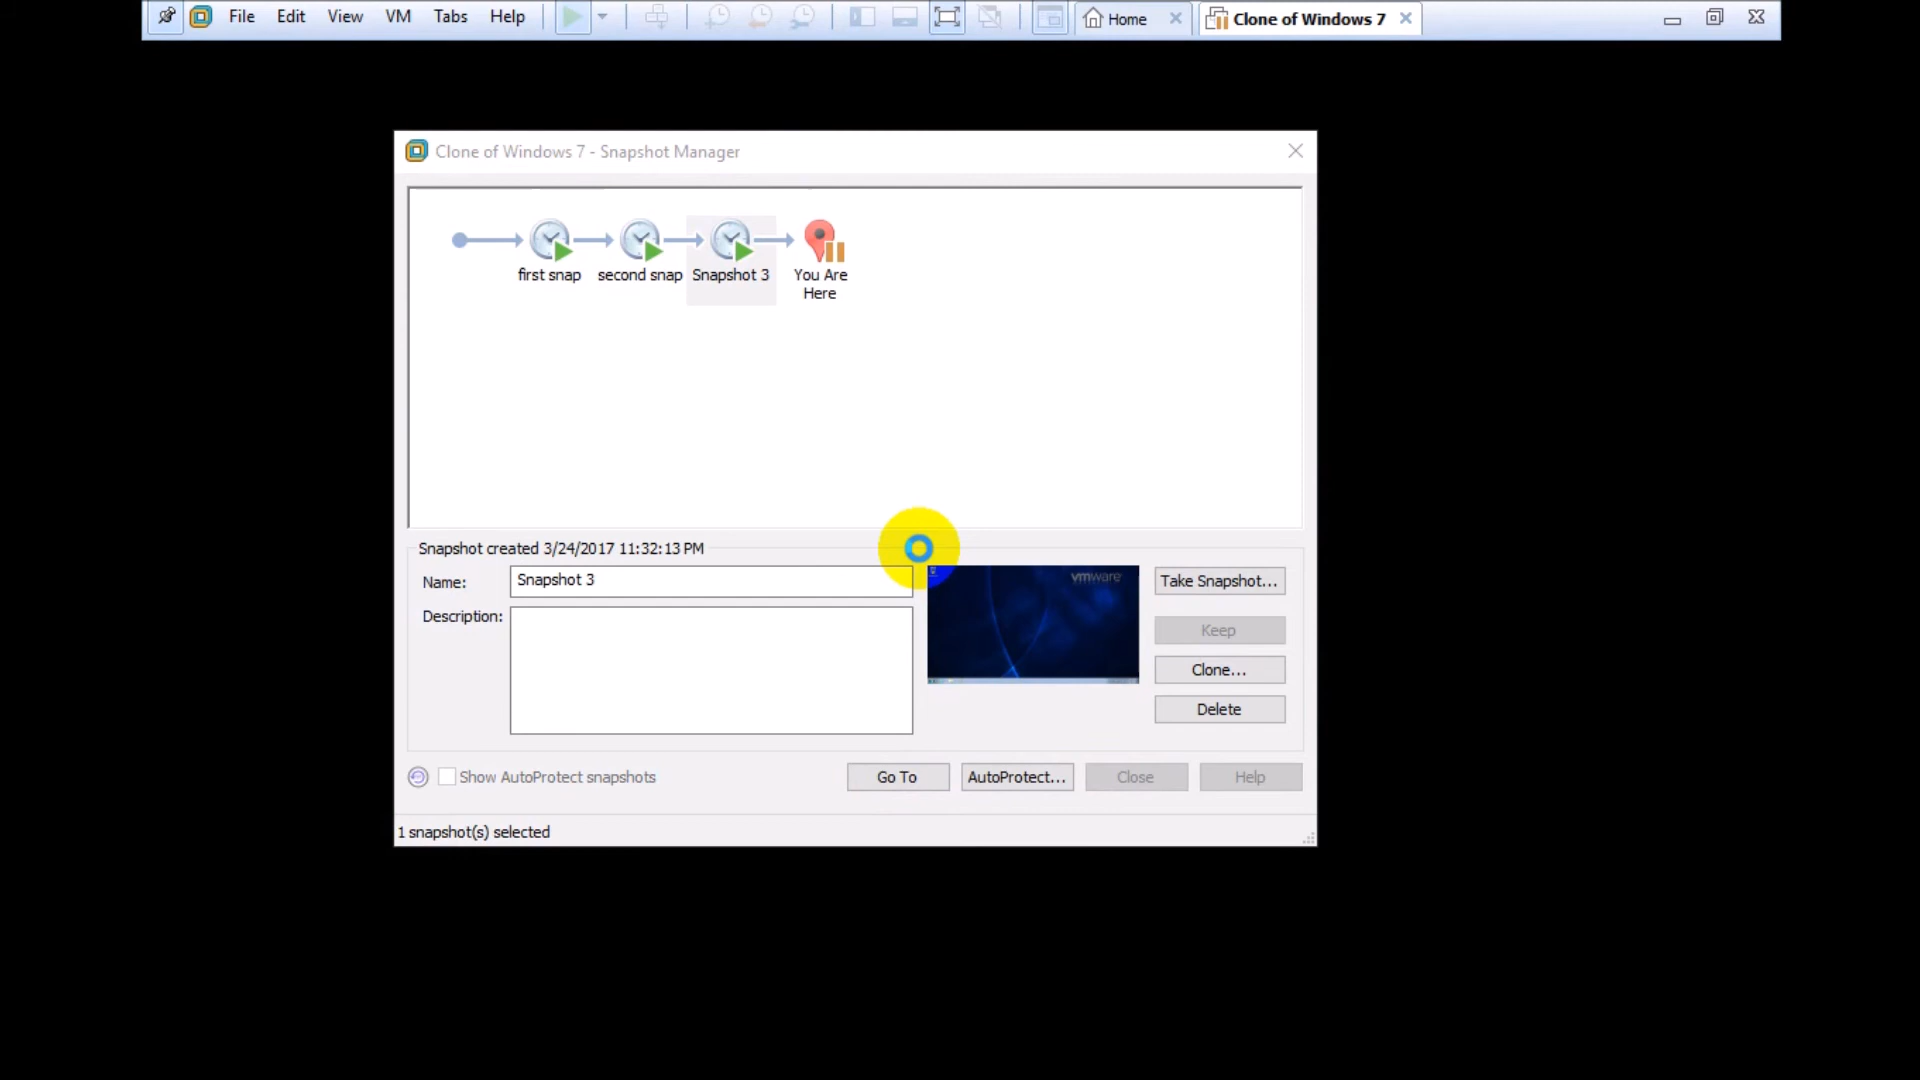 File Edit View VM Tabs Help Home Clone of Windows 7
Clone of Windows 7 - Snapshot Manager
first snap second snap Snapshot 3 You Are
Here
Snapshot created 3/24/2017 11:32:13 PM
Name: Snapshot 3
vmware
Take Snapshot...
Description:
Keep
Clone...
Delete
Show AutoProtect snapshots Go To AutoProtect... Close Help
1 snapshot(s) selected